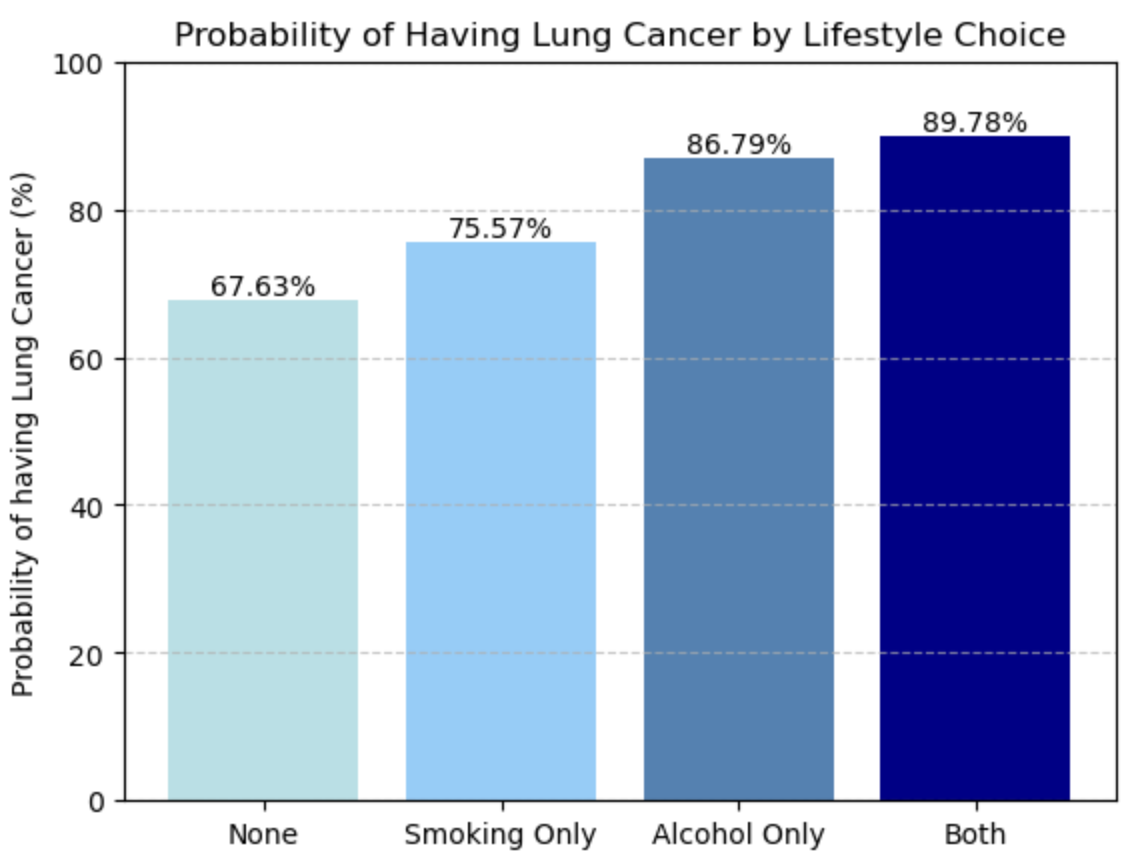 Probability of Having Lung Cancer by Lifestyle Choice
Probability of having Lung Cancer (%)
100
80
60
40
20
0
67.63%
75.57%
86.79%
89.78%
None
Smoking Only
Alcohol Only
Both